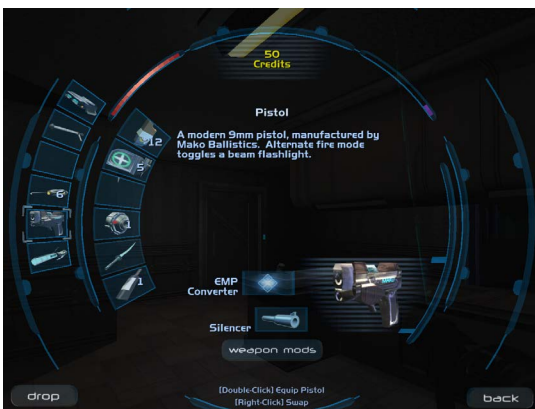 50
Credits
Pistol
A modern 9mm pistol, manufactured by
Mako Ballistics. Alternate fire mode
toggles a beam flashlight.
12
5
6
1
1
EMP
Converter
Silencer
weapon mods
drop
[Double-Click] Equip Pistol
[Right-Click] Swap
back